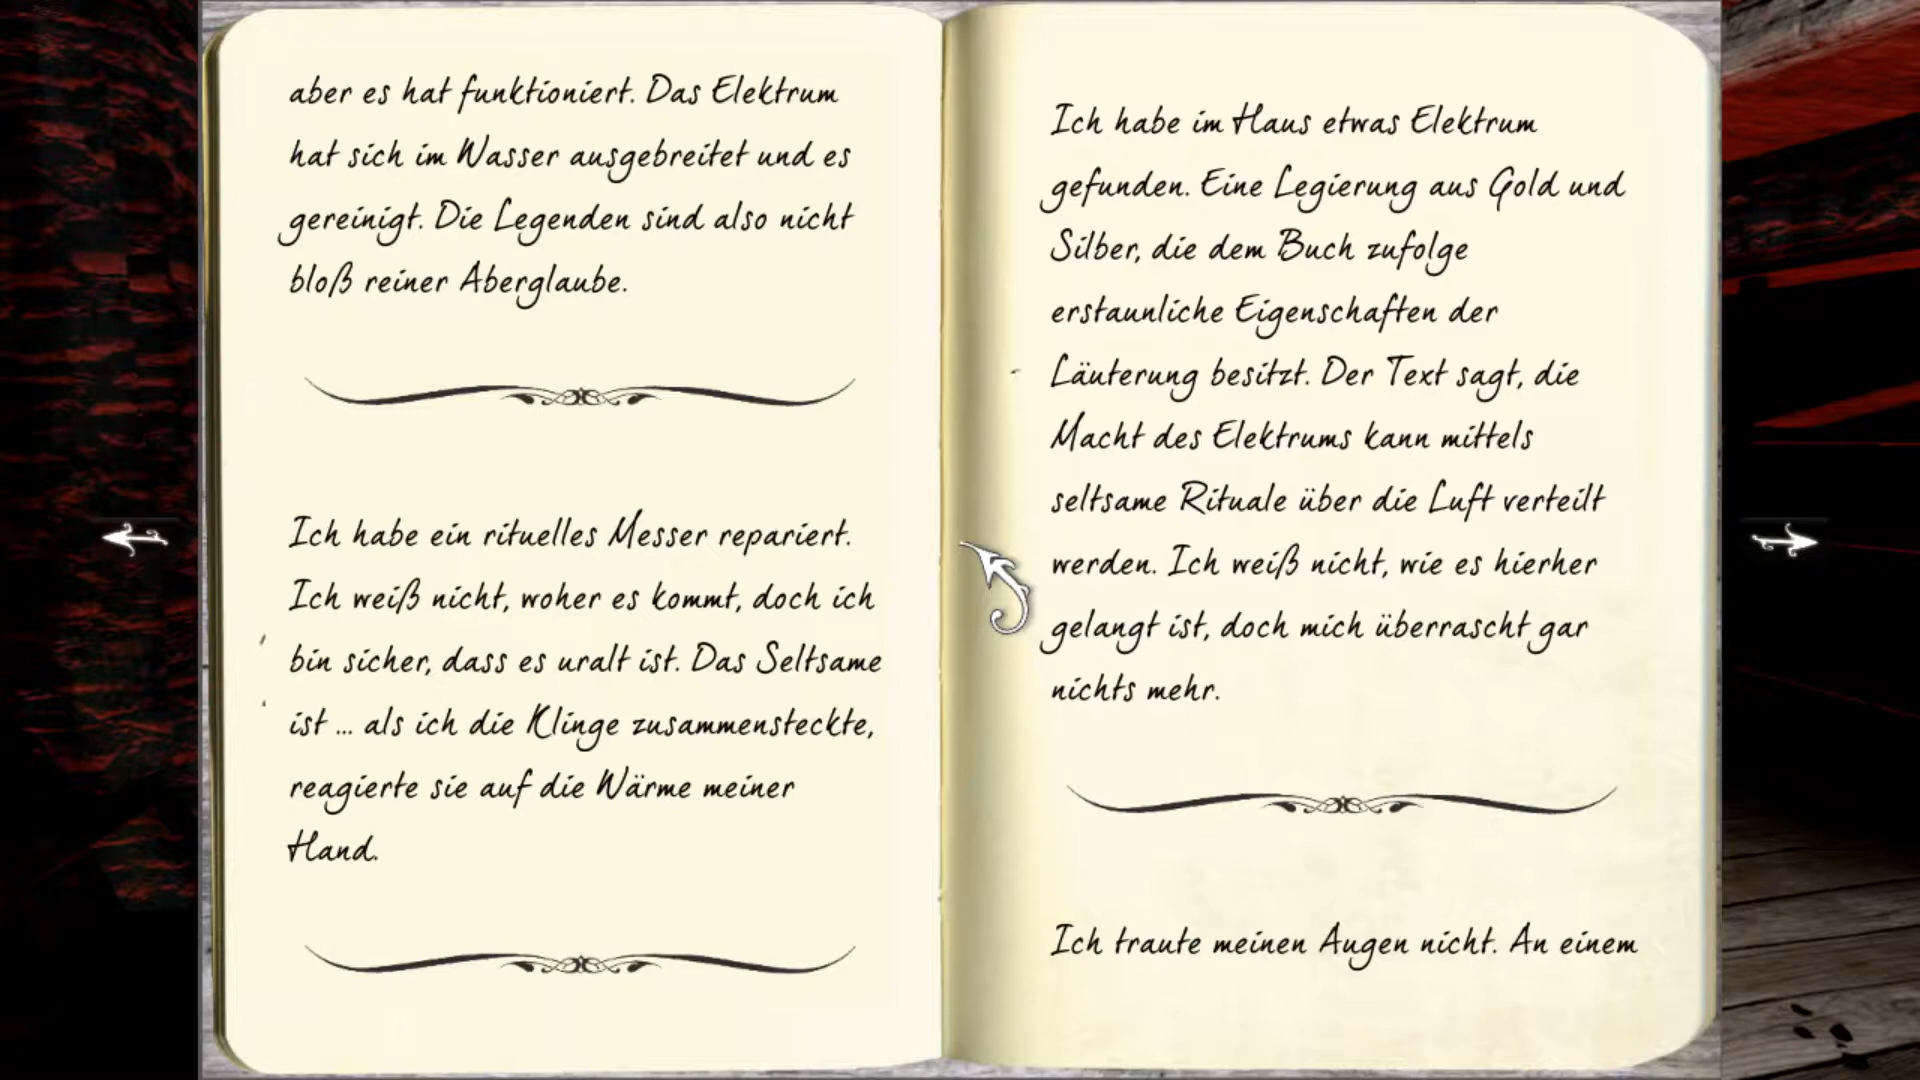 aber es hat funktioniert. Das Elektrum
hat sich im Wasser ausgebreitet und es
gereinigt. Die Legenden sind also nicht
bloß reiner Aberglaube.
Ich habe ein rituelles Messer repariert.
Ich weiß nicht, woher es kommt, doch ich
bin sicher, dass es uralt ist. Das Seltsame
ist ... als ich die Klinge zusammensteckte,
reagierte sie auf die Wärme meiner
Hand.
Ich habe im Haus etwas Elektrum
gefunden. Eine Legierung aus Gold und
Silber, die dem Buch zufolge
erstaunliche Eigenschaften der
Läuterung besitzt. Der Text sagt, die
Macht des Elektrums kann mittels
seltsame Rituale über die Luft verteilt
werden. Ich weiß nicht, wie es hierher
gelangt ist, doch mich überrascht gar
nichts mehr.
Ich traute meinen Augen nicht. An einem